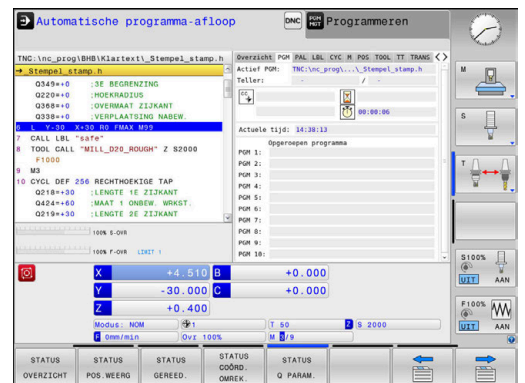 Automatische programma-afloop
DNC
PGM MGT
Programmeren
TNC:\nc_prog\BHB\Klartext\_Stempel_stamp.h
→_Stempel_stamp.h
Q349=+0 ;3E BEGRENZING
Q220=+0 ;HOEKRADIUS
Q368=+0 ;OVERMAAT ZIJKANT
Q338=+0 ;VERPLAATSING NABEW.
6 L Y-30 X+30 R0 FMAX M99
7 CALL LBL "safe"
8 TOOL CALL "MILL_D20_ROUGH" Z S2000
F1000
9 M3
10 CYCL DEF 256 RECHTHOEKIGE TAP
Q218=+30 ;LENGTE 1E ZIJKANT
Q424=+60 ;MAAT 1 ONBEW. WRKST.
Q219=+30 ;LENGTE 2E ZIJKANT
100% S-OVR
100% F-OVR LIMIT 1
Overzicht PGM PAL LBL CYC M POS TOOL TT TRANS
Actief PGM: TNC:\nc_prog\...\_Stempel_stamp.h
Teller: - / -
CC
00:00:06
Actuele tijd: 14:38:13
Opgeroepen programma
PGM 1:
PGM 2:
PGM 3:
PGM 4:
PGM 5:
PGM 6:
PGM 7:
PGM 8:
PGM 9:
PGM 10:
X +4.510 B +0.000
Y -30.000 C +0.000
Z +0.400
Modus: NOM 1 T 50 Z S 2000
F 0mm/min Ovr 100% M 3/9
M
S
T
S100%
UIT AAN
F100%
UIT AAN
STATUS OVERZICHT
STATUS POS.WEERG
STATUS GEREED.
STATUS COÖRD. OMREK.
STATUS Q PARAM.